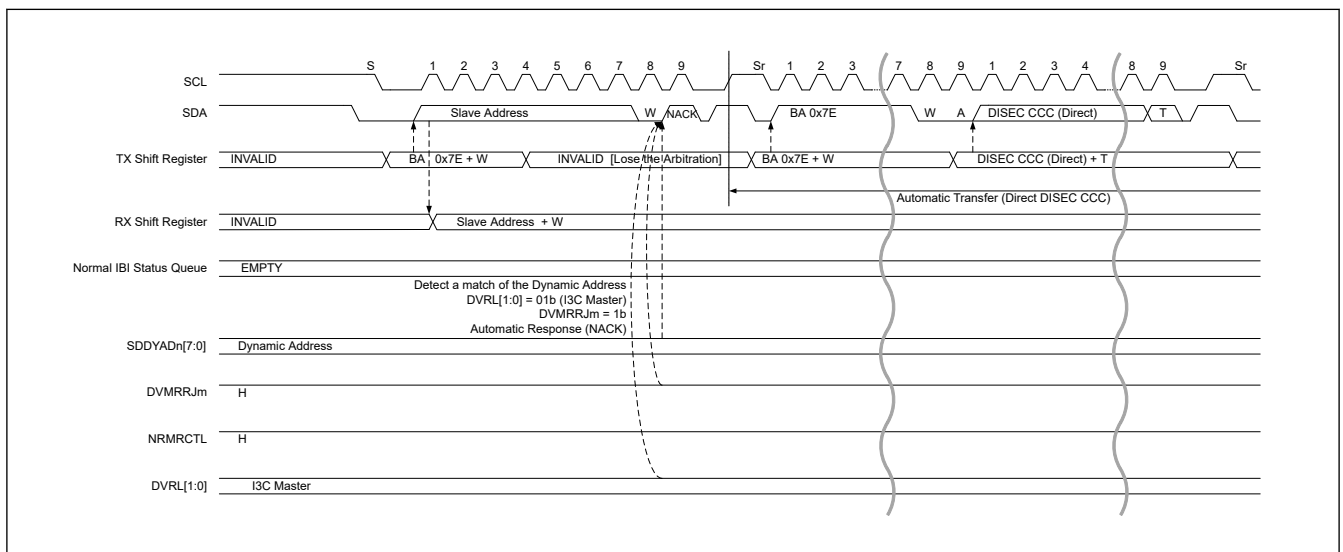 S 1 2 3 4 5 6 7 8 9 Sr 1 2 3 7 8 9 1 2 3 4 8 9 Sr
SCL
SDA Slave Address W NACK BA 0x7E W A DISEC CCC (Direct) T
TX Shift Register INVALID BA 0x7E + W INVALID [Lose the Arbitration] BA 0x7E + W DISEC CCC (Direct) + T
Automatic Transfer (Direct DISEC CCC)
RX Shift Register INVALID Slave Address + W
Normal IBI Status Queue EMPTY
Detect a match of the Dynamic Address
DVRL[1:0] = 01b (I3C Master)
DVMRRJm = 1b
Automatic Response (NACK)
SDDYADn[7:0] Dynamic Address
DVMRRJm H
NRMRCTL H
DVRL[1:0] I3C Master